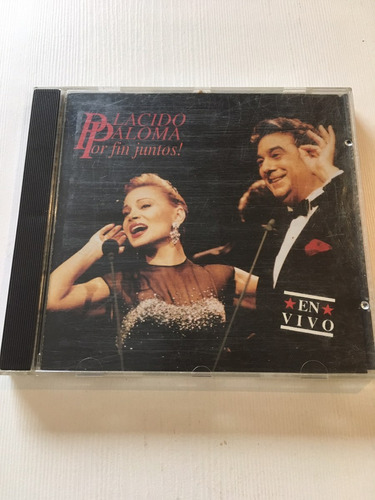 PLACIDO
PALOMA
Por fin juntos!
EN
VIVO